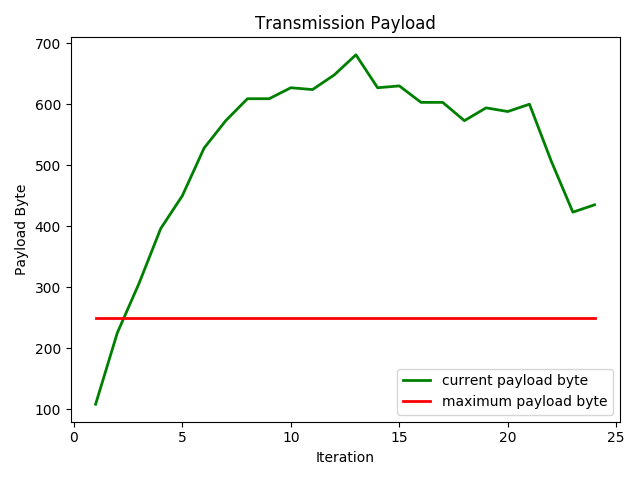 Transmission Payload
700
600
500
400
300
200
100
Payload Byte
0
5
10
15
20
25
Iteration
current payload byte
maximum payload byte